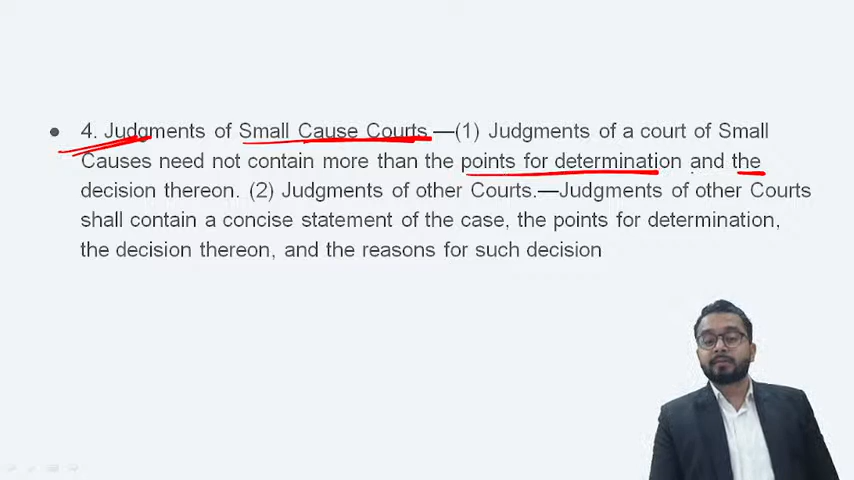 ● 4. Judgments of Small Cause Courts.—(1) Judgments of a court of Small
Causes need not contain more than the points for determination and the
decision thereon. (2) Judgments of other Courts.—Judgments of other Courts
shall contain a concise statement of the case, the points for determination,
the decision thereon, and the reasons for such decision